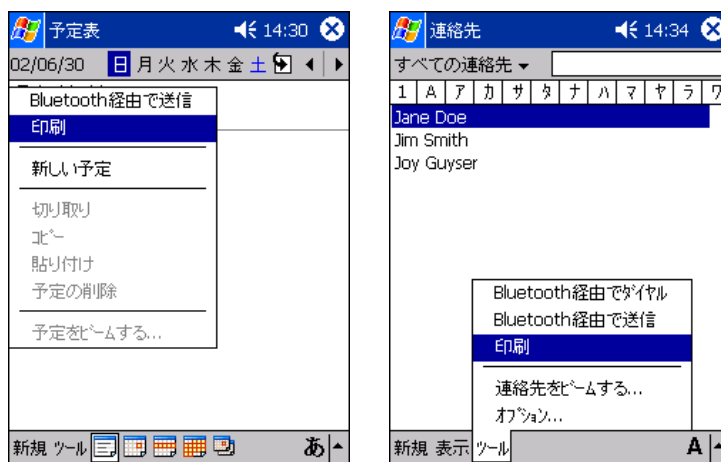 予定表 14:30
02/06/30 日 月 火 水 木 金 土
Bluetooth経由で送信
印刷
新しい予定
切り取り
コピー
貼り付け
予定の削除
予定をビームする...
新規 ツール あ
連絡先 14:34
すべての連絡先
1 A ア カ サ タ ナ ハ マ ヤ ラ ワ
Jane Doe
Jim Smith
Joy Guyser
Bluetooth経由でダイヤル
Bluetooth経由で送信
印刷
連絡先をビームする...
オプション...
新規 表示 ツール A